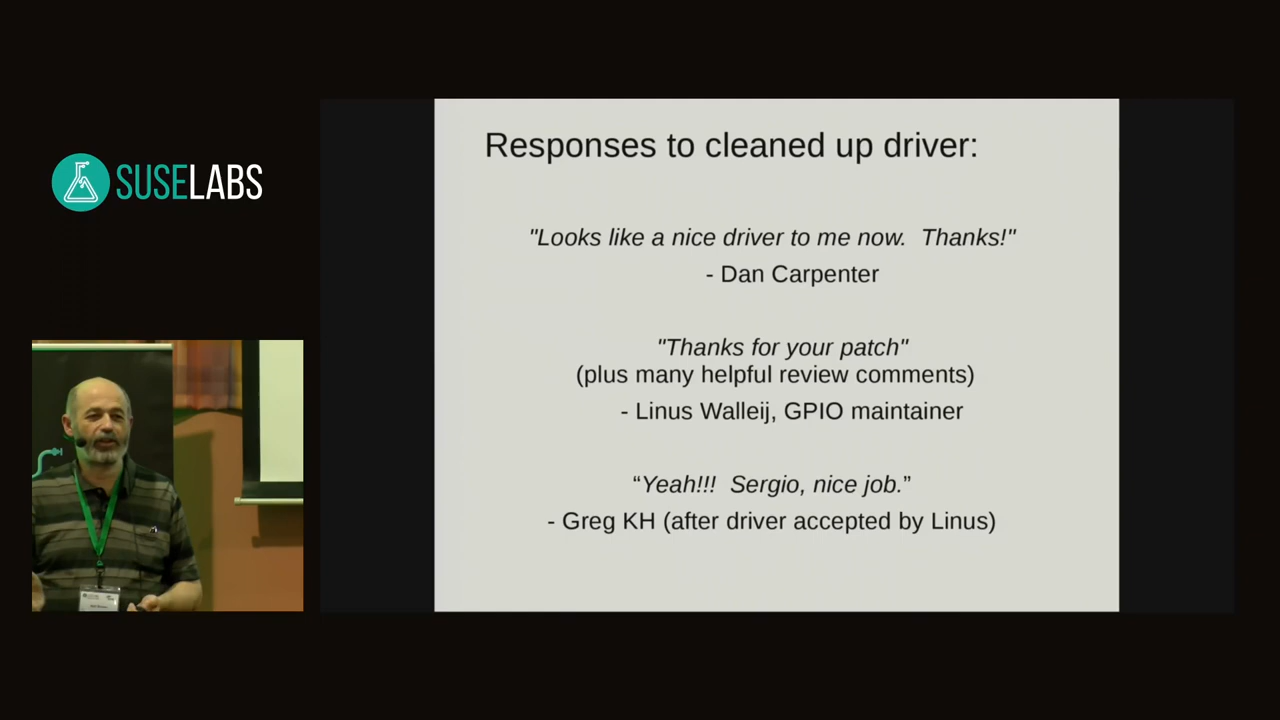 SUSELABS
Responses to cleaned up driver:
"Looks like a nice driver to me now.  Thanks!"
- Dan Carpenter
"Thanks for your patch"
(plus many helpful review comments)
- Linus Walleij, GPIO maintainer
“Yeah!!!  Sergio, nice job.”
- Greg KH (after driver accepted by Linus)